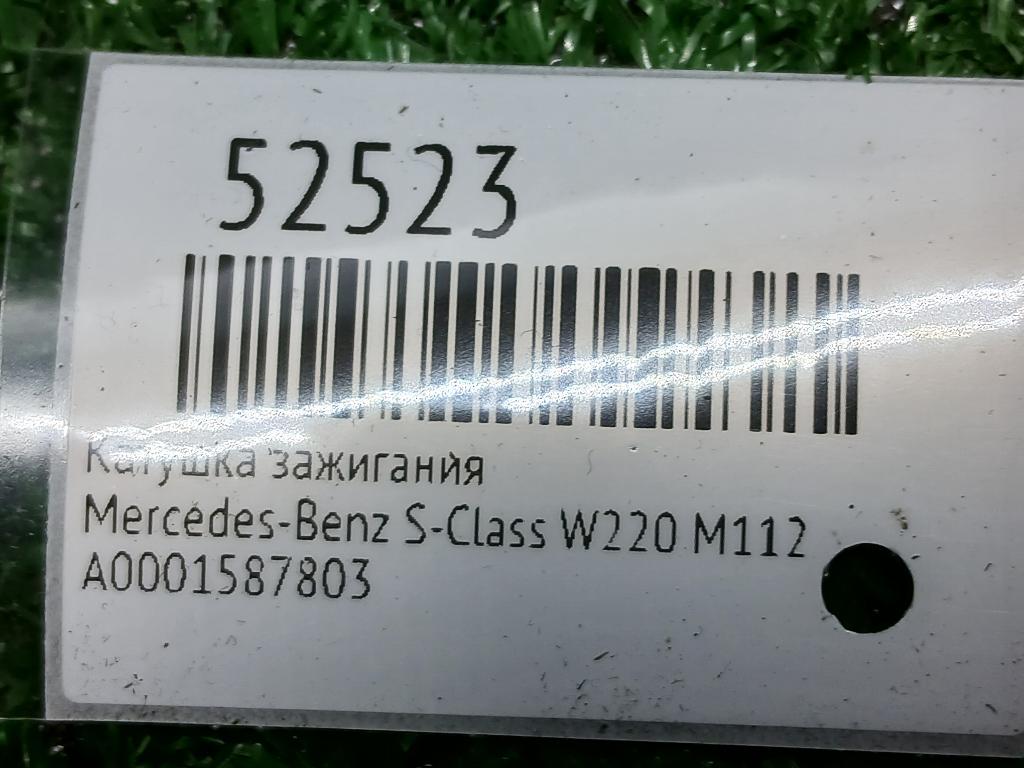 52523
Катушка зажигания
Mercedes-Benz S-Class W220 M112
A0001587803